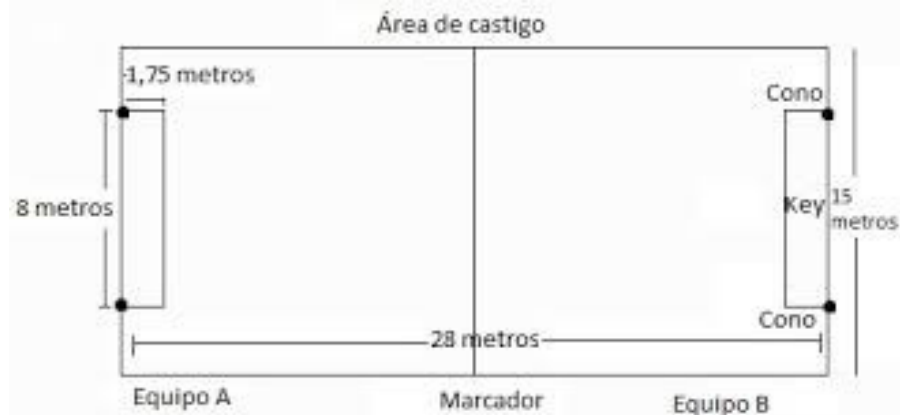 Área de castigo
1,75 metros
Cono
8 metros
Key
15
metros
Cono
28 metros
Equipo A
Marcador
Equipo B